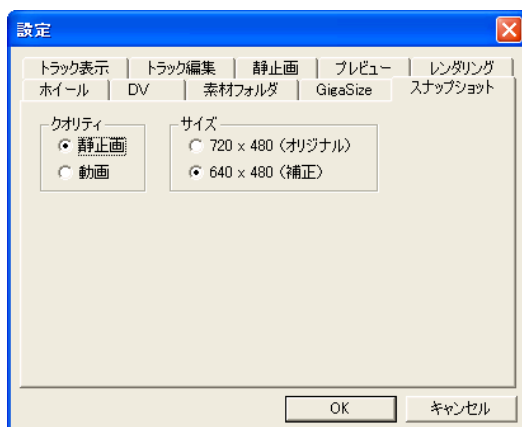 設定
トラック表示 トラック編集 静止画 プレビュー レンダリング
ホイール DV 素材フォルダ GigaSize スナップショット
クオリティ サイズ
静止画 720 x 480 (オリジナル)
動画 640 x 480 (補正)
OK キャンセル